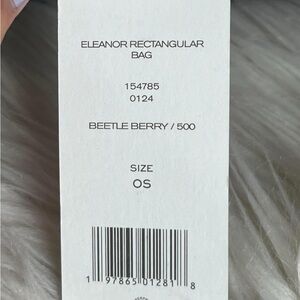 ELEANOR RECTANGULAR
BAG
154785
0124
BEETLE BERRY / 500
SIZE
OS
1 97865 01281 8